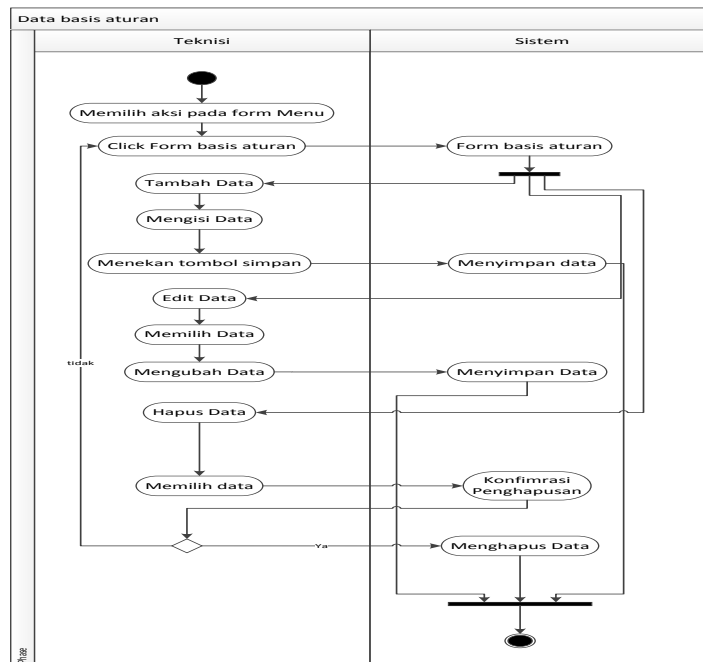 Data basis aturan
Teknisi
Sistem
Memilih aksi pada form Menu
Click Form basis aturan
Form basis aturan
Tambah Data
Mengisi Data
Menekan tombol simpan
Menyimpan data
Edit Data
Memilih Data
tidak
Mengubah Data
Menyimpan Data
Hapus Data
Memilih data
Konfimrasi
Penghapusan
Ya
Menghapus Data
Phase